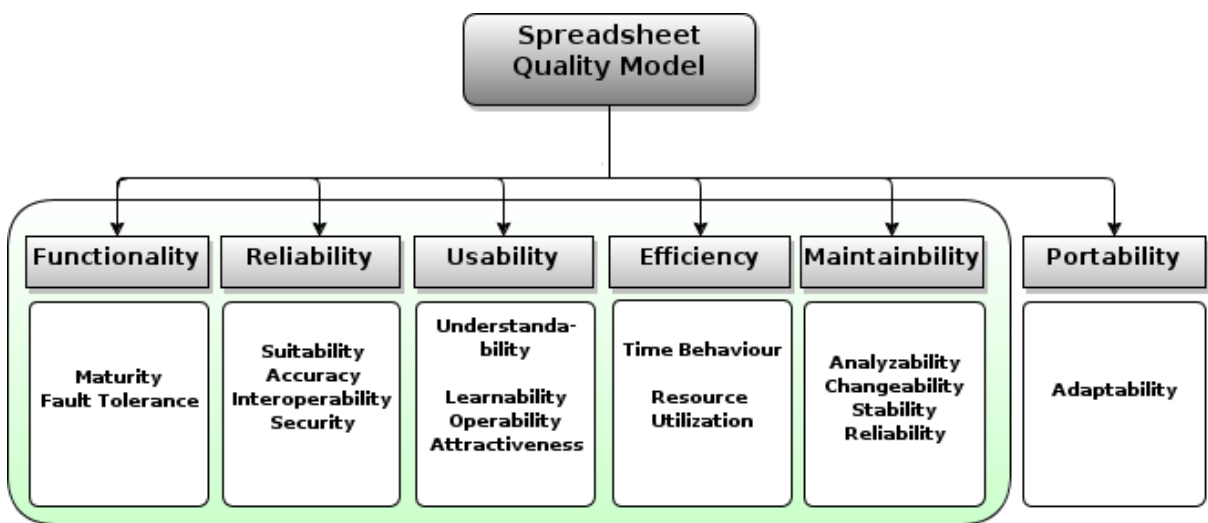 Spreadsheet
Quality Model
Functionality
Reliability
Usability
Efficiency
Maintainbility
Portability
Maturity
Fault Tolerance
Suitability
Accuracy
Interoperability
Security
Understanda-
bility
Learnability
Operability
Attractiveness
Time Behaviour
Resource
Utilization
Analyzability
Changeability
Stability
Reliability
Adaptability